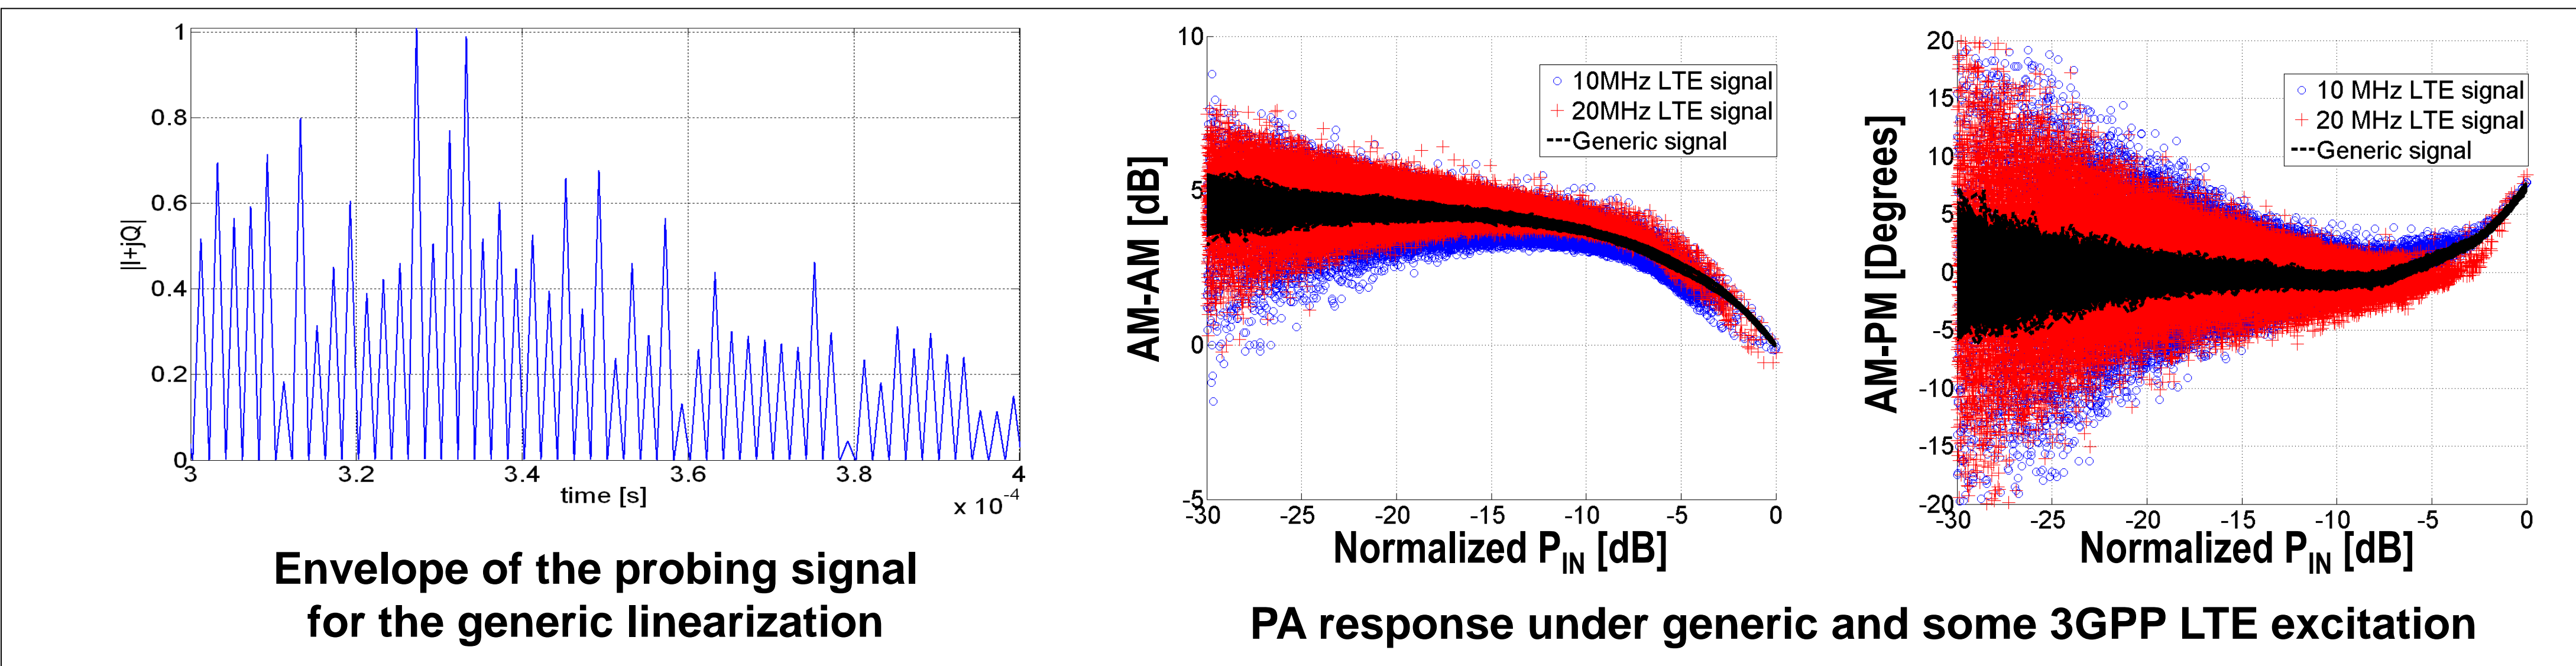 1
0.8
0.6
0.4
0.2
0
||I+jQ|
3 3.2 3.4 3.6 3.8 4
time [s]
x 10-4
Envelope of the probing signal
for the generic linearization
10
5
0
-5
AM-AM [dB]
10MHz LTE signal
20MHz LTE signal
Generic signal
-30 -25 -20 -15 -10 -5 0
Normalized PIN [dB]
20
15
10
5
0
-5
-10
-15
-20
AM-PM [Degrees]
10 MHz LTE signal
20 MHz LTE signal
Generic signal
-30 -25 -20 -15 -10 -5 0
Normalized PIN [dB]
PA response under generic and some 3GPP LTE excitation